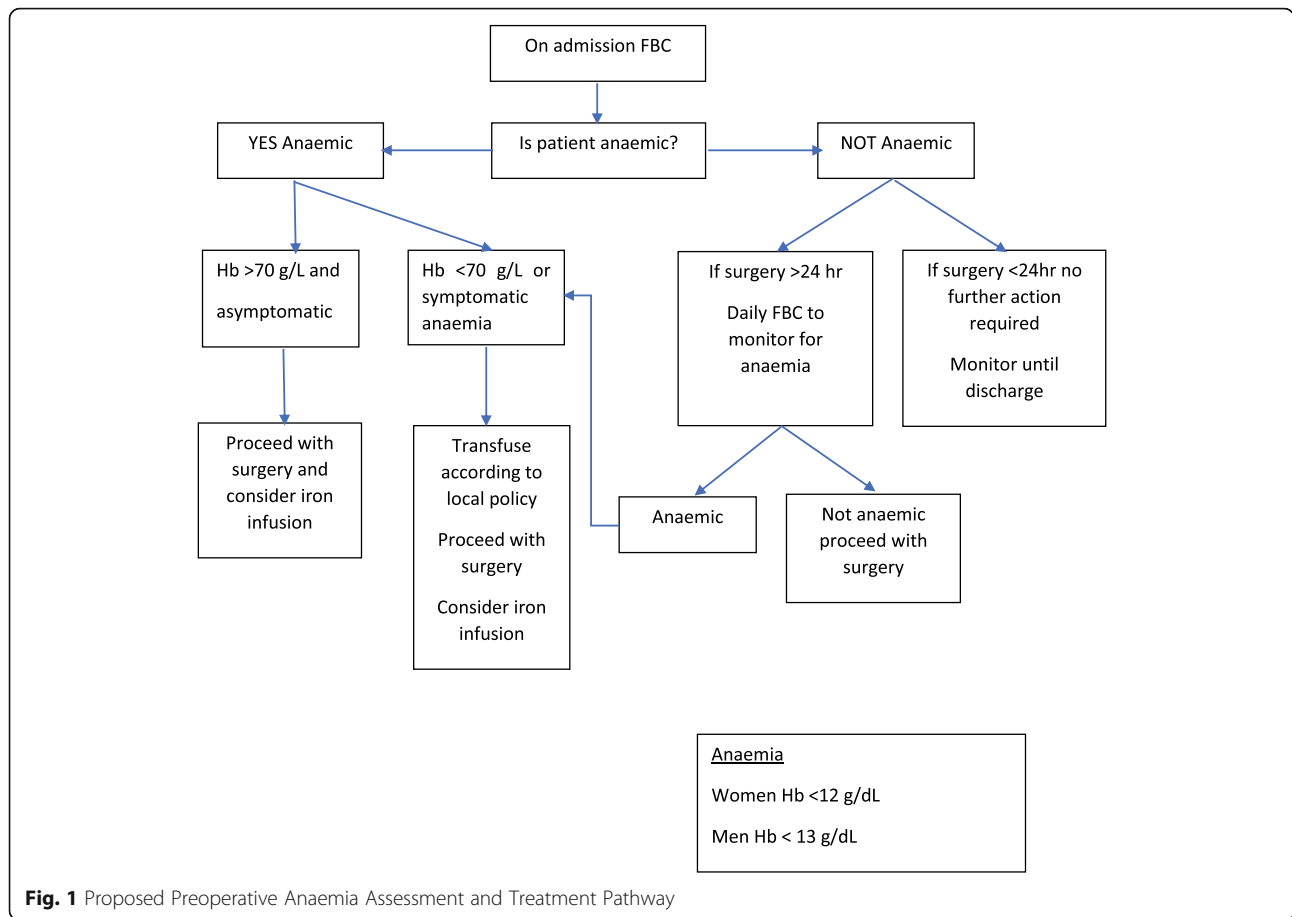 On admission FBC
YES Anaemic
Is patient anaemic?
NOT Anaemic
Hb >70 g/L and
asymptomatic
Hb <70 g/L or
symptomatic
anaemia
If surgery >24 hr
Daily FBC to
monitor for
anaemia
If surgery <24hr no
further action
required
Monitor until
discharge
Proceed with
surgery and
consider iron
infusion
Transfuse
according to
local policy
Proceed with
surgery
Consider iron
infusion
Anaemic
Not anaemic
proceed with
surgery
Anaemia
Women Hb <12 g/dL
Men Hb < 13 g/dL
Fig. 1 Proposed Preoperative Anaemia Assessment and Treatment Pathway